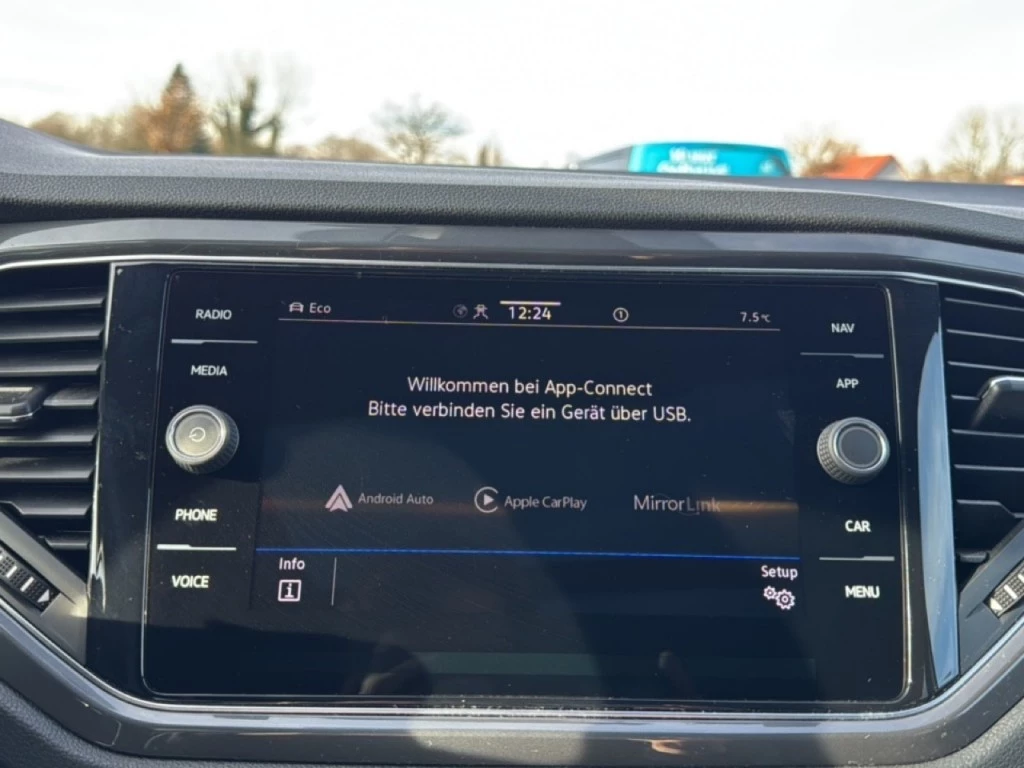 RADIO
MEDIA
PHONE
VOICE
Eco
12:24
1
7.5°C
Willkommen bei App-Connect
Bitte verbinden Sie ein Gerät über USB.
Android Auto
Apple CarPlay
MirrorLink
Info
i
Setup
NAV
APP
CAR
MENU